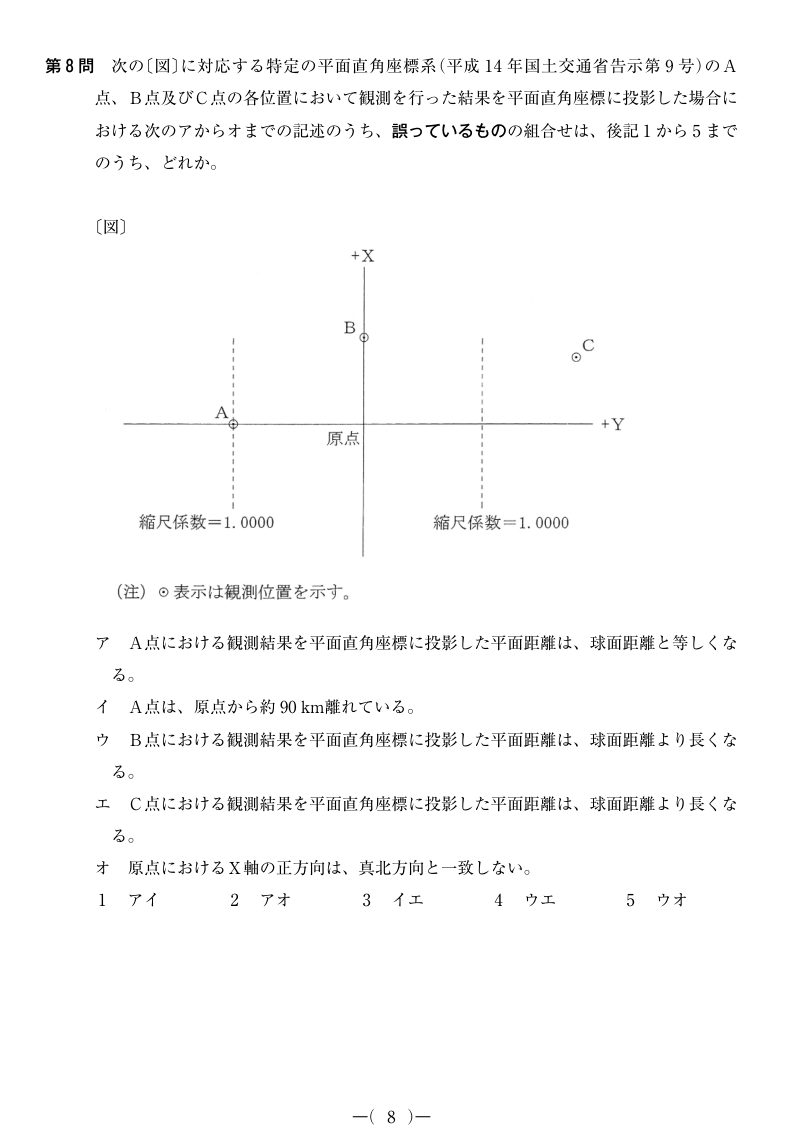 第8問　次の〔図〕に対応する特定の平面直角座標系(平成 14 年国土交通省告示第 9 号)のA
点、B点及びC点の各位置において観測を行った結果を平面直角座標に投影した場合に
おける次のアからオまでの記述のうち、誤っているものの組合せは、後記1から5まで
のうち、どれか。
〔図〕
+X
B
C
A
+Y
原点
縮尺係数=1.0000
縮尺係数=1.0000
(注) ⊙ 表示は観測位置を示す。
ア　A点における観測結果を平面直角座標に投影した平面距離は、球面距離と等しくな
る。
イ　A点は、原点から約 90 km離れている。
ウ　B点における観測結果を平面直角座標に投影した平面距離は、球面距離より長くな
る。
エ　C点における観測結果を平面直角座標に投影した平面距離は、球面距離より長くな
る。
オ　原点におけるX軸の正方向は、真北方向と一致しない。
1　アイ　2　アオ　3　イエ　4　ウエ　5　ウオ
—( 8 )—